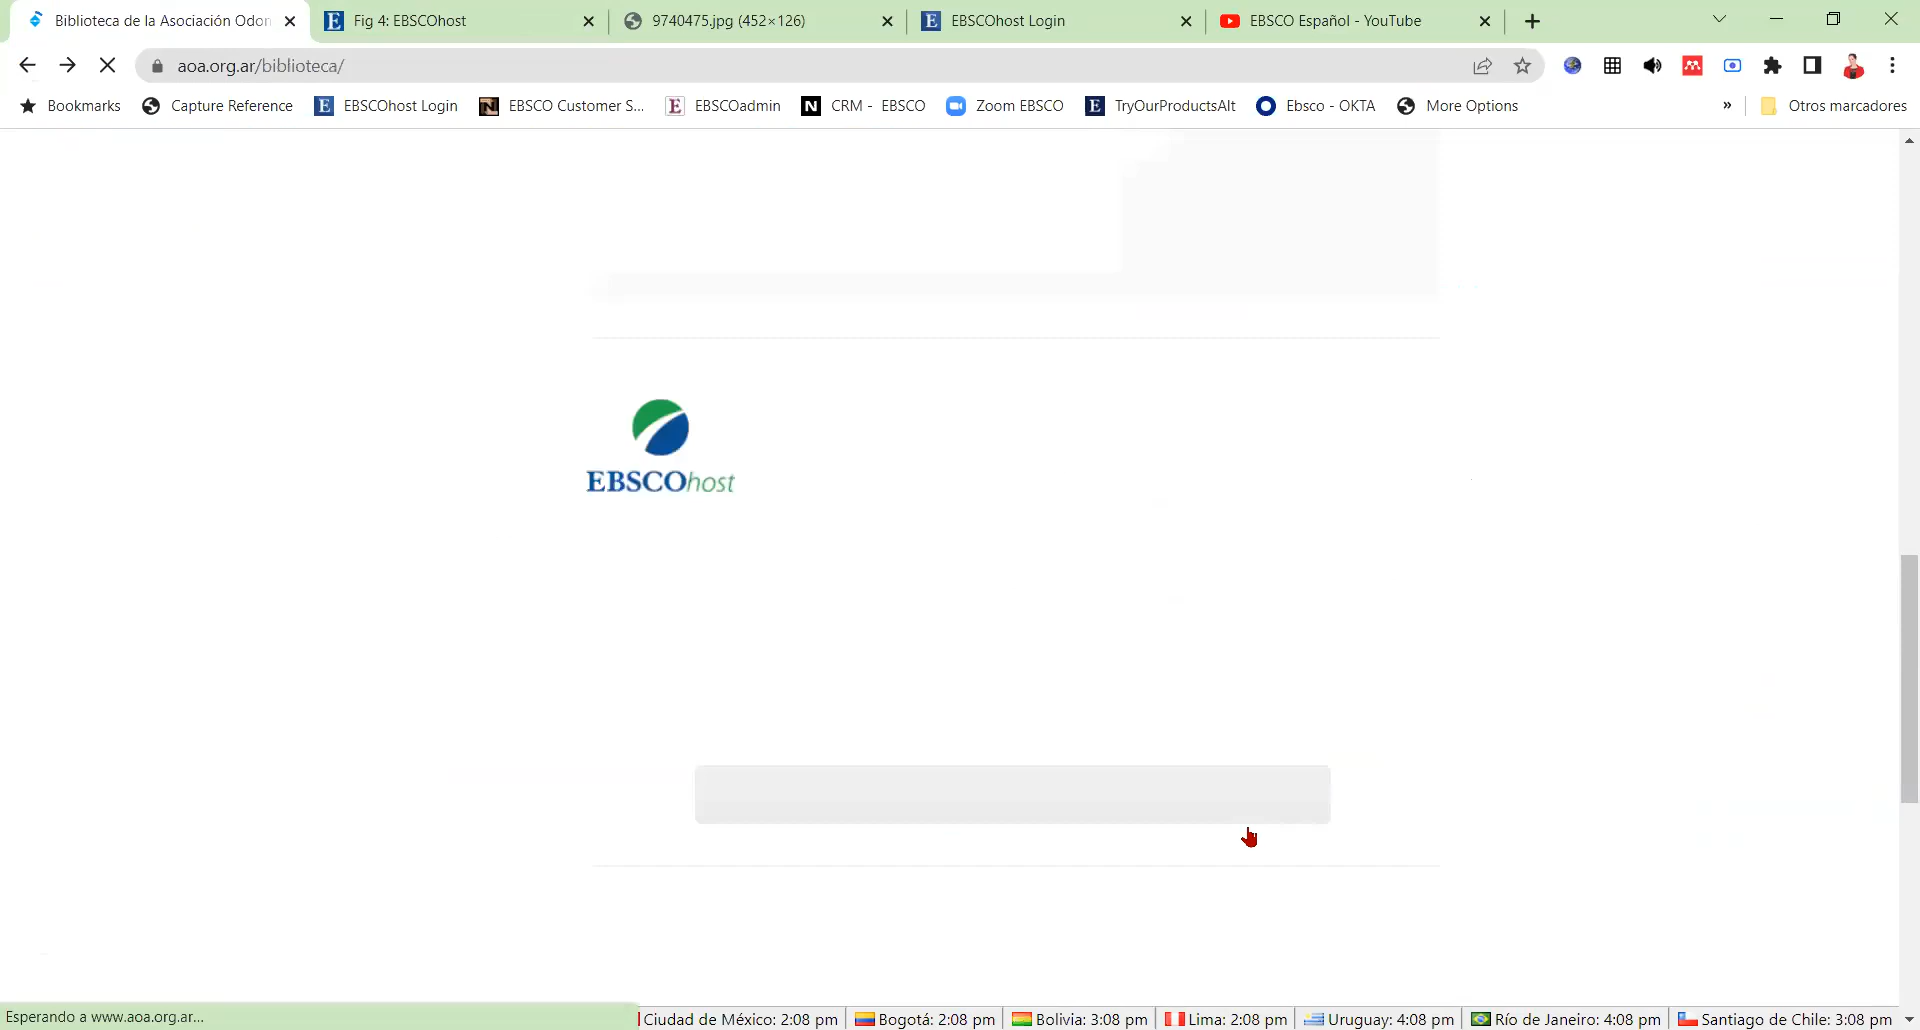 Biblioteca de la Asociación Odon
Fig 4: EBSCOhost
9740475.jpg (452×126)
EBSCOhost Login
EBSCO Español - YouTube
aoa.org.ar/biblioteca/
Bookmarks
Capture Reference
EBSCOhost Login
EBSCO Customer S...
EBSCOadmin
CRM - EBSCO
Zoom EBSCO
TryOurProductsAlt
Ebsco - OKTA
More Options
»
Otros marcadores
EBSCOhost
Esperando a www.aoa.org.ar...
Ciudad de México: 2:08 pm
Bogotá: 2:08 pm
Bolivia: 3:08 pm
Lima: 2:08 pm
Uruguay: 4:08 pm
Río de Janeiro: 4:08 pm
Santiago de Chile: 3:08 pm